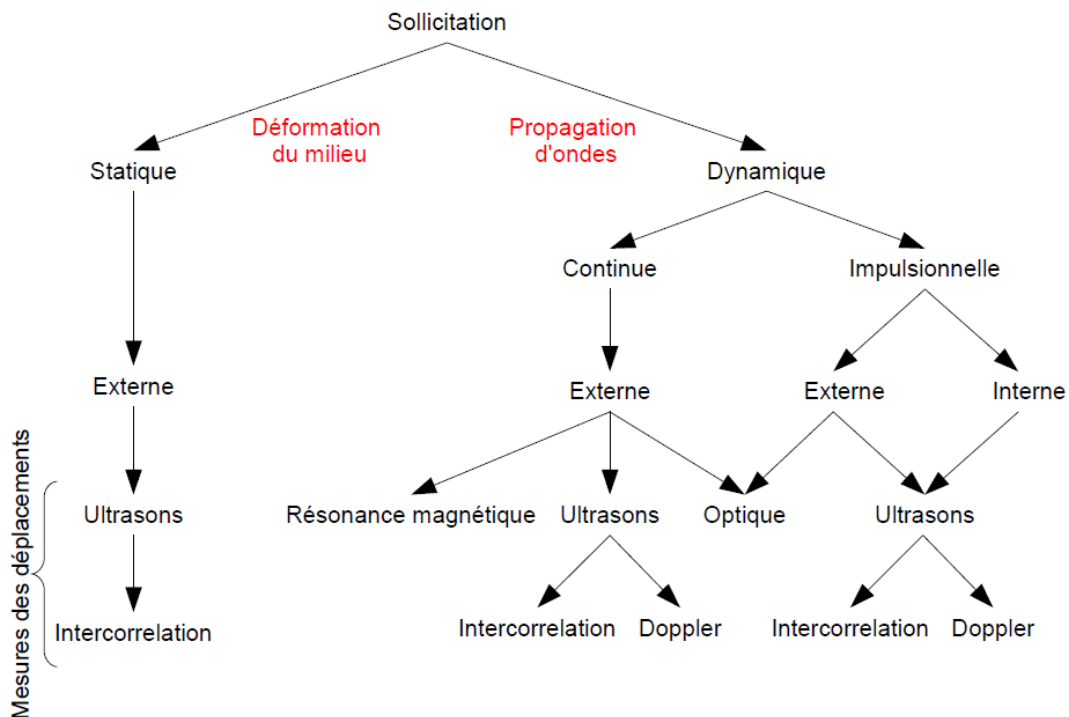 Sollicitation
Déformation
du milieu
Propagation
d'ondes
Statique
Dynamique
Continue
Impulsionnelle
Externe
Externe
Externe
Interne
Mesures des déplacements
Ultrasons
Résonance magnétique
Ultrasons
Optique
Ultrasons
Intercorrelation
Intercorrelation
Doppler
Intercorrelation
Doppler